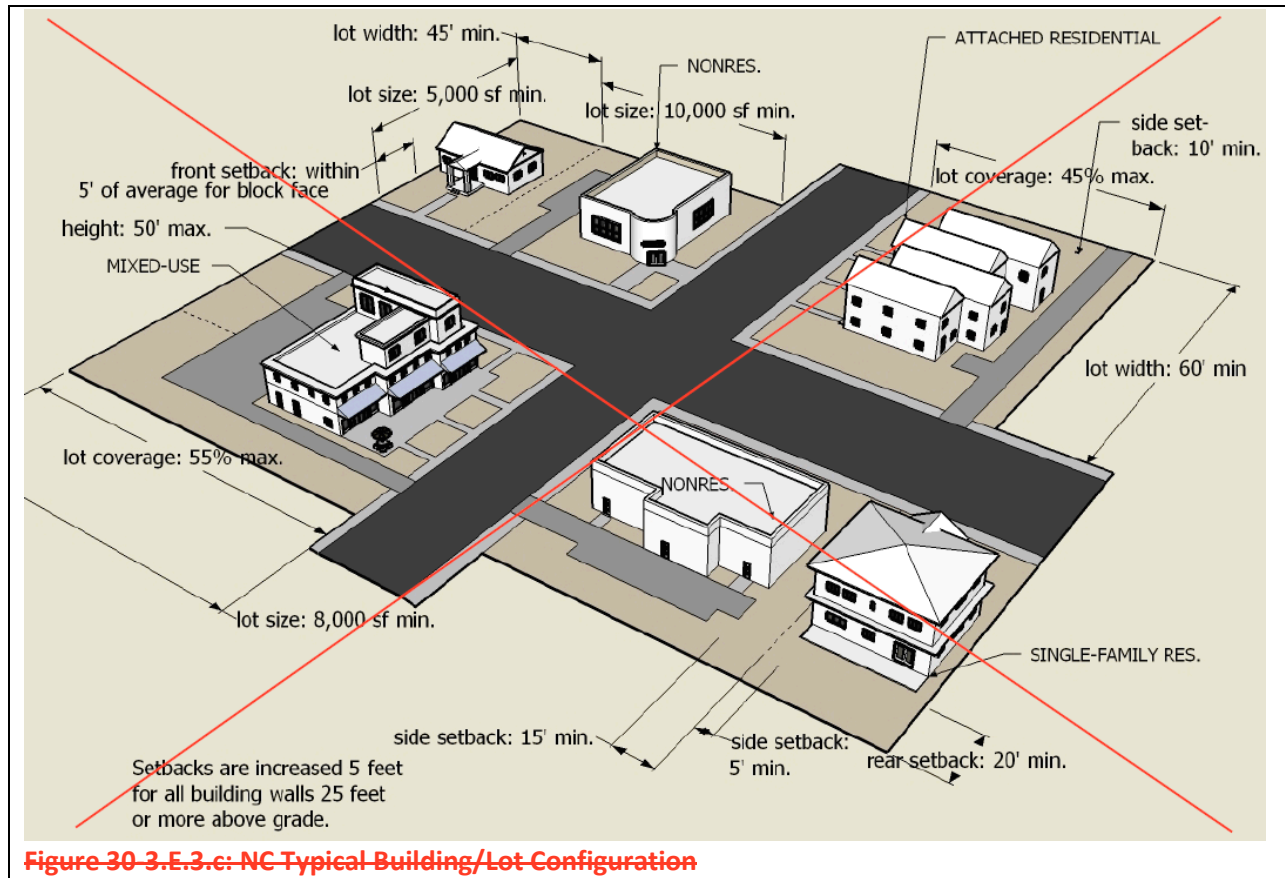 lot width: 45' min.
ATTACHED RESIDENTIAL
NONRES.
lot size: 5,000 sf min.
lot size: 10,000 sf min.
side set-
back: 10' min.
front setback: within
5' of average for block face
lot coverage: 45% max.
height: 50' max.
MIXED-USE
lot width: 60' min
lot coverage: 55% max.
NONRES.
lot size: 8,000 sf min.
SINGLE-FAMILY RES.
side setback: 15' min.
side setback:
5' min.
rear setback: 20' min.
Setbacks are increased 5 feet
for all building walls 25 feet
or more above grade.
Figure 30-3.E.3.c: NC Typical Building/Lot Configuration